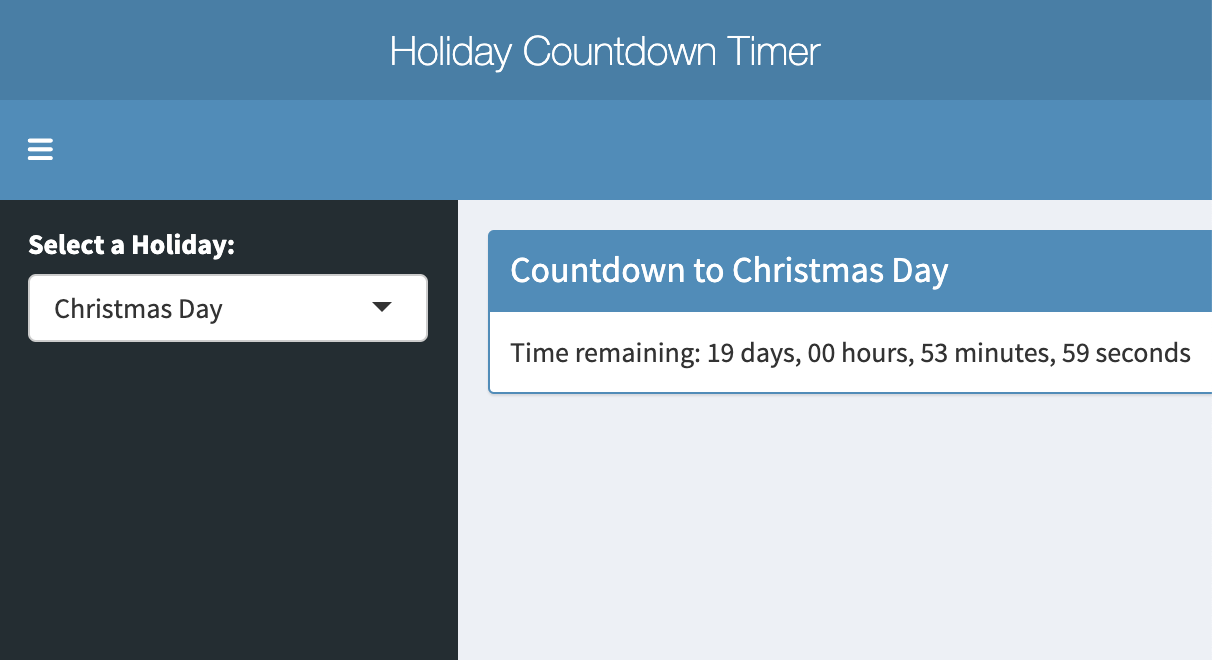 Holiday Countdown Timer
Select a Holiday:
Christmas Day
Countdown to Christmas Day
Time remaining: 19 days, 00 hours, 53 minutes, 59 seconds